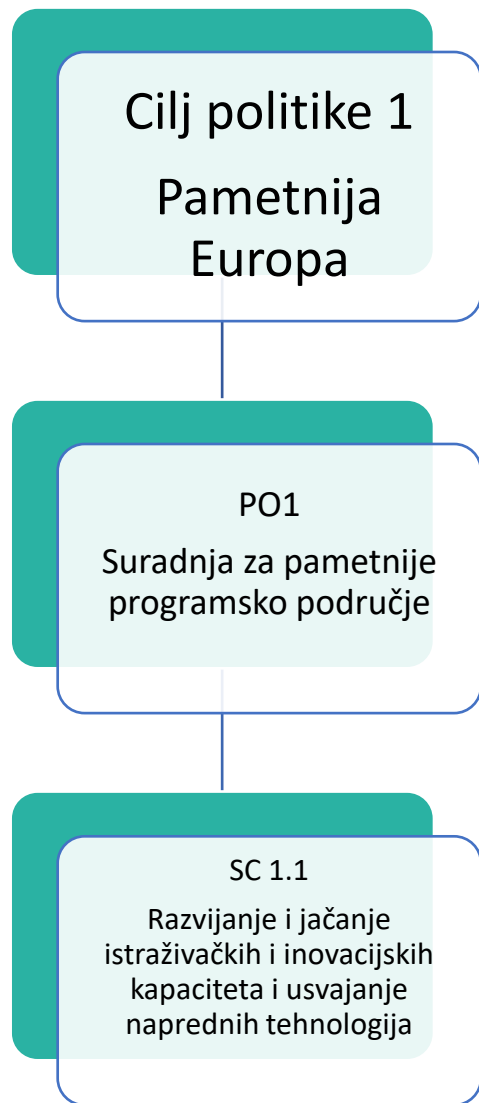 Cilj politike 1
Pametnija
Europa
PO1
Suradnja za pametnije
programsko područje
SC 1.1
Razvijanje i jačanje
istraživačkih i inovacijskih
kapaciteta i usvajanje
naprednih tehnologija